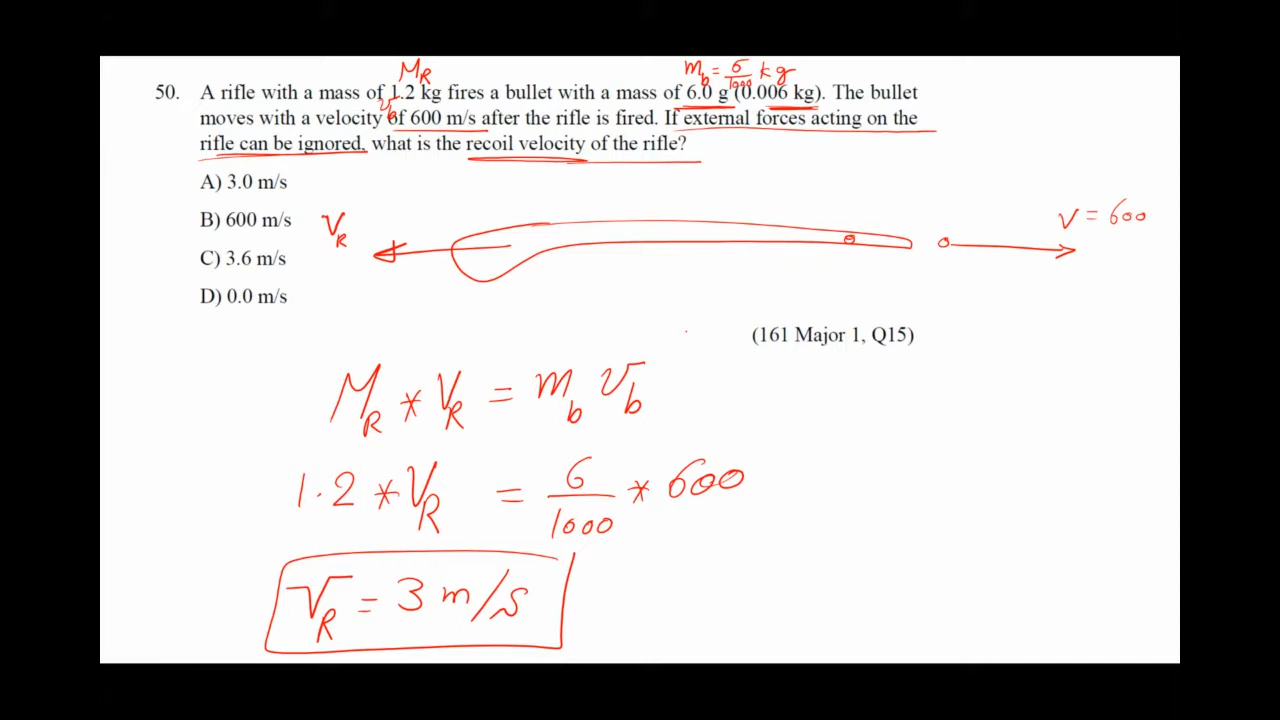 M_R
m_b = 6/1000 kg
50. A rifle with a mass of 1.2 kg fires a bullet with a mass of 6.0 g (0.006 kg). The bullet
v_b
moves with a velocity of 600 m/s after the rifle is fired. If external forces acting on the
rifle can be ignored, what is the recoil velocity of the rifle?
A) 3.0 m/s
B) 600 m/s
V_R
V = 600
C) 3.6 m/s
D) 0.0 m/s
(161 Major 1, Q15)
M_R * V_R = m_b v_b
1.2 * V_R = 6/1000 * 600
V_R = 3 m/s